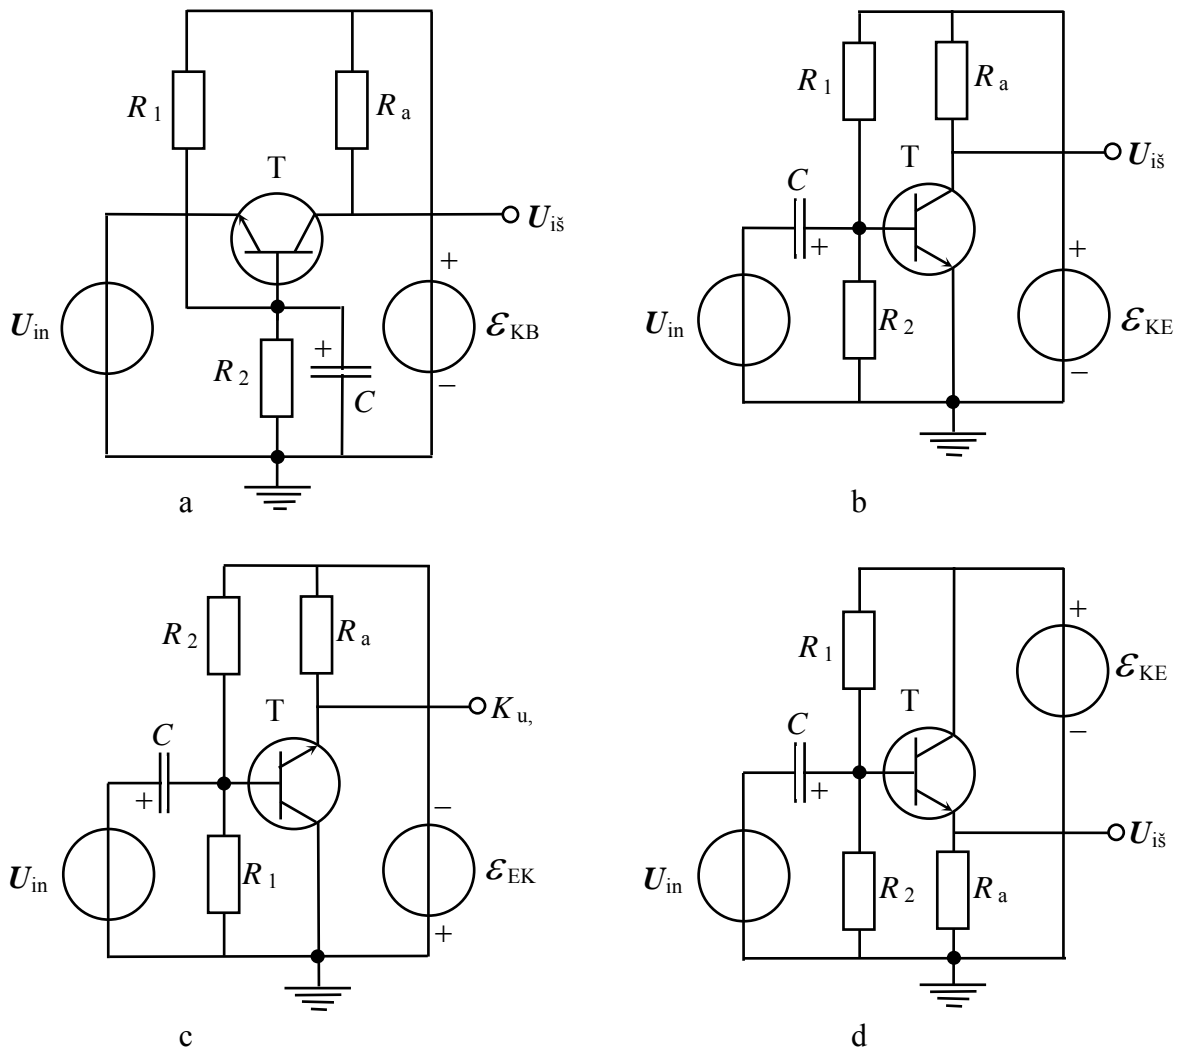 R1
Ra
T
Uiš
+
Uin
ℰKB
R2
+
C
−
a
R1
Ra
T
Uiš
C
+
+
Uin
R2
ℰKE
−
b
R2
Ra
T
Ku,
C
+
−
Uin
R1
ℰEK
+
c
+
R1
ℰKE
T
C
−
+
Uiš
Uin
R2
Ra
d